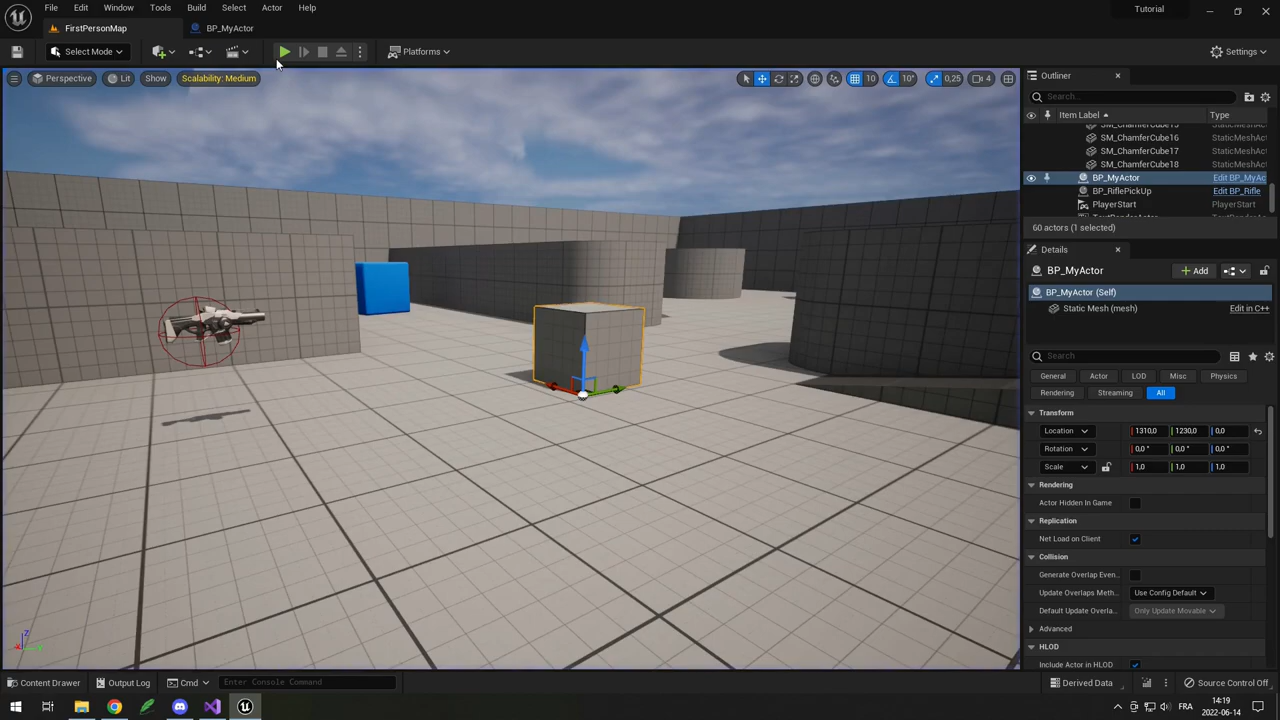 File Edit Window Tools Build Select Actor Help Tutorial
FirstPersonMap BP_MyActor
Select Mode Platforms Settings
Perspective Lit Show Scalability: Medium 10 10° 0,25 4
Outliner
Search...
Item Label Type
SM_ChamferCube15 StaticMeshAc
SM_ChamferCube16 StaticMeshAc
SM_ChamferCube17 StaticMeshAc
SM_ChamferCube18 StaticMeshAc
BP_MyActor Edit BP_MyAc
BP_RiflePickUp Edit BP_Rifle
PlayerStart PlayerStart
TextRenderActor
60 actors (1 selected)
Details
BP_MyActor Add
BP_MyActor (Self)
Static Mesh (mesh) Edit in C++
Search
General Actor LOD Misc Physics
Rendering Streaming All
Transform
Location 1310,0 1230,0 0,0
Rotation 0,0 ° 0,0 ° 0,0 °
Scale 1,0 1,0 1,0
Rendering
Actor Hidden In Game
Replication
Net Load on Client
Collision
Generate Overlap Even...
Update Overlaps Meth... Use Config Default
Default Update Overla... Only Update Movable
Advanced
HLOD
Include Actor in HLOD
Z
X Y
Content Drawer Output Log Cmd Enter Console Command Derived Data Source Control Off
FRA 14:19
2022-06-14